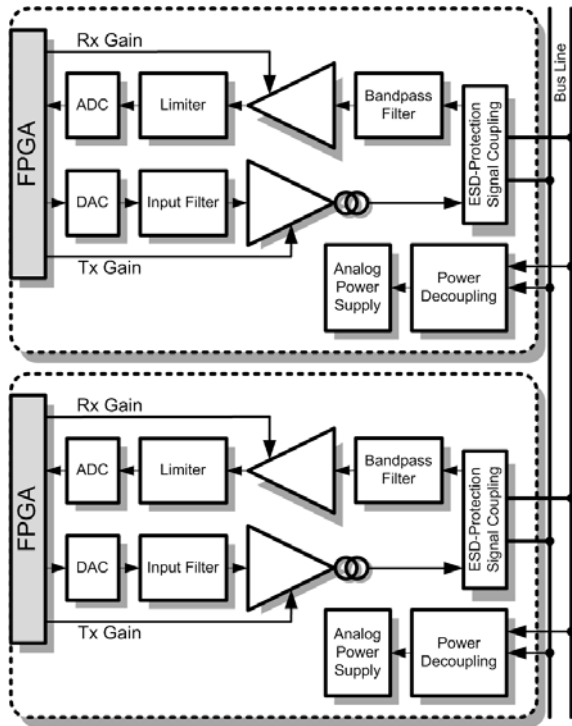 Rx Gain
ADC
Limiter
Bandpass
Filter
FPGA
ESD-Protection
Signal Coupling
Bus Line
DAC
Input Filter
Tx Gain
Analog
Power
Supply
Power
Decoupling
Rx Gain
ADC
Limiter
Bandpass
Filter
FPGA
ESD-Protection
Signal Coupling
DAC
Input Filter
Tx Gain
Analog
Power
Supply
Power
Decoupling